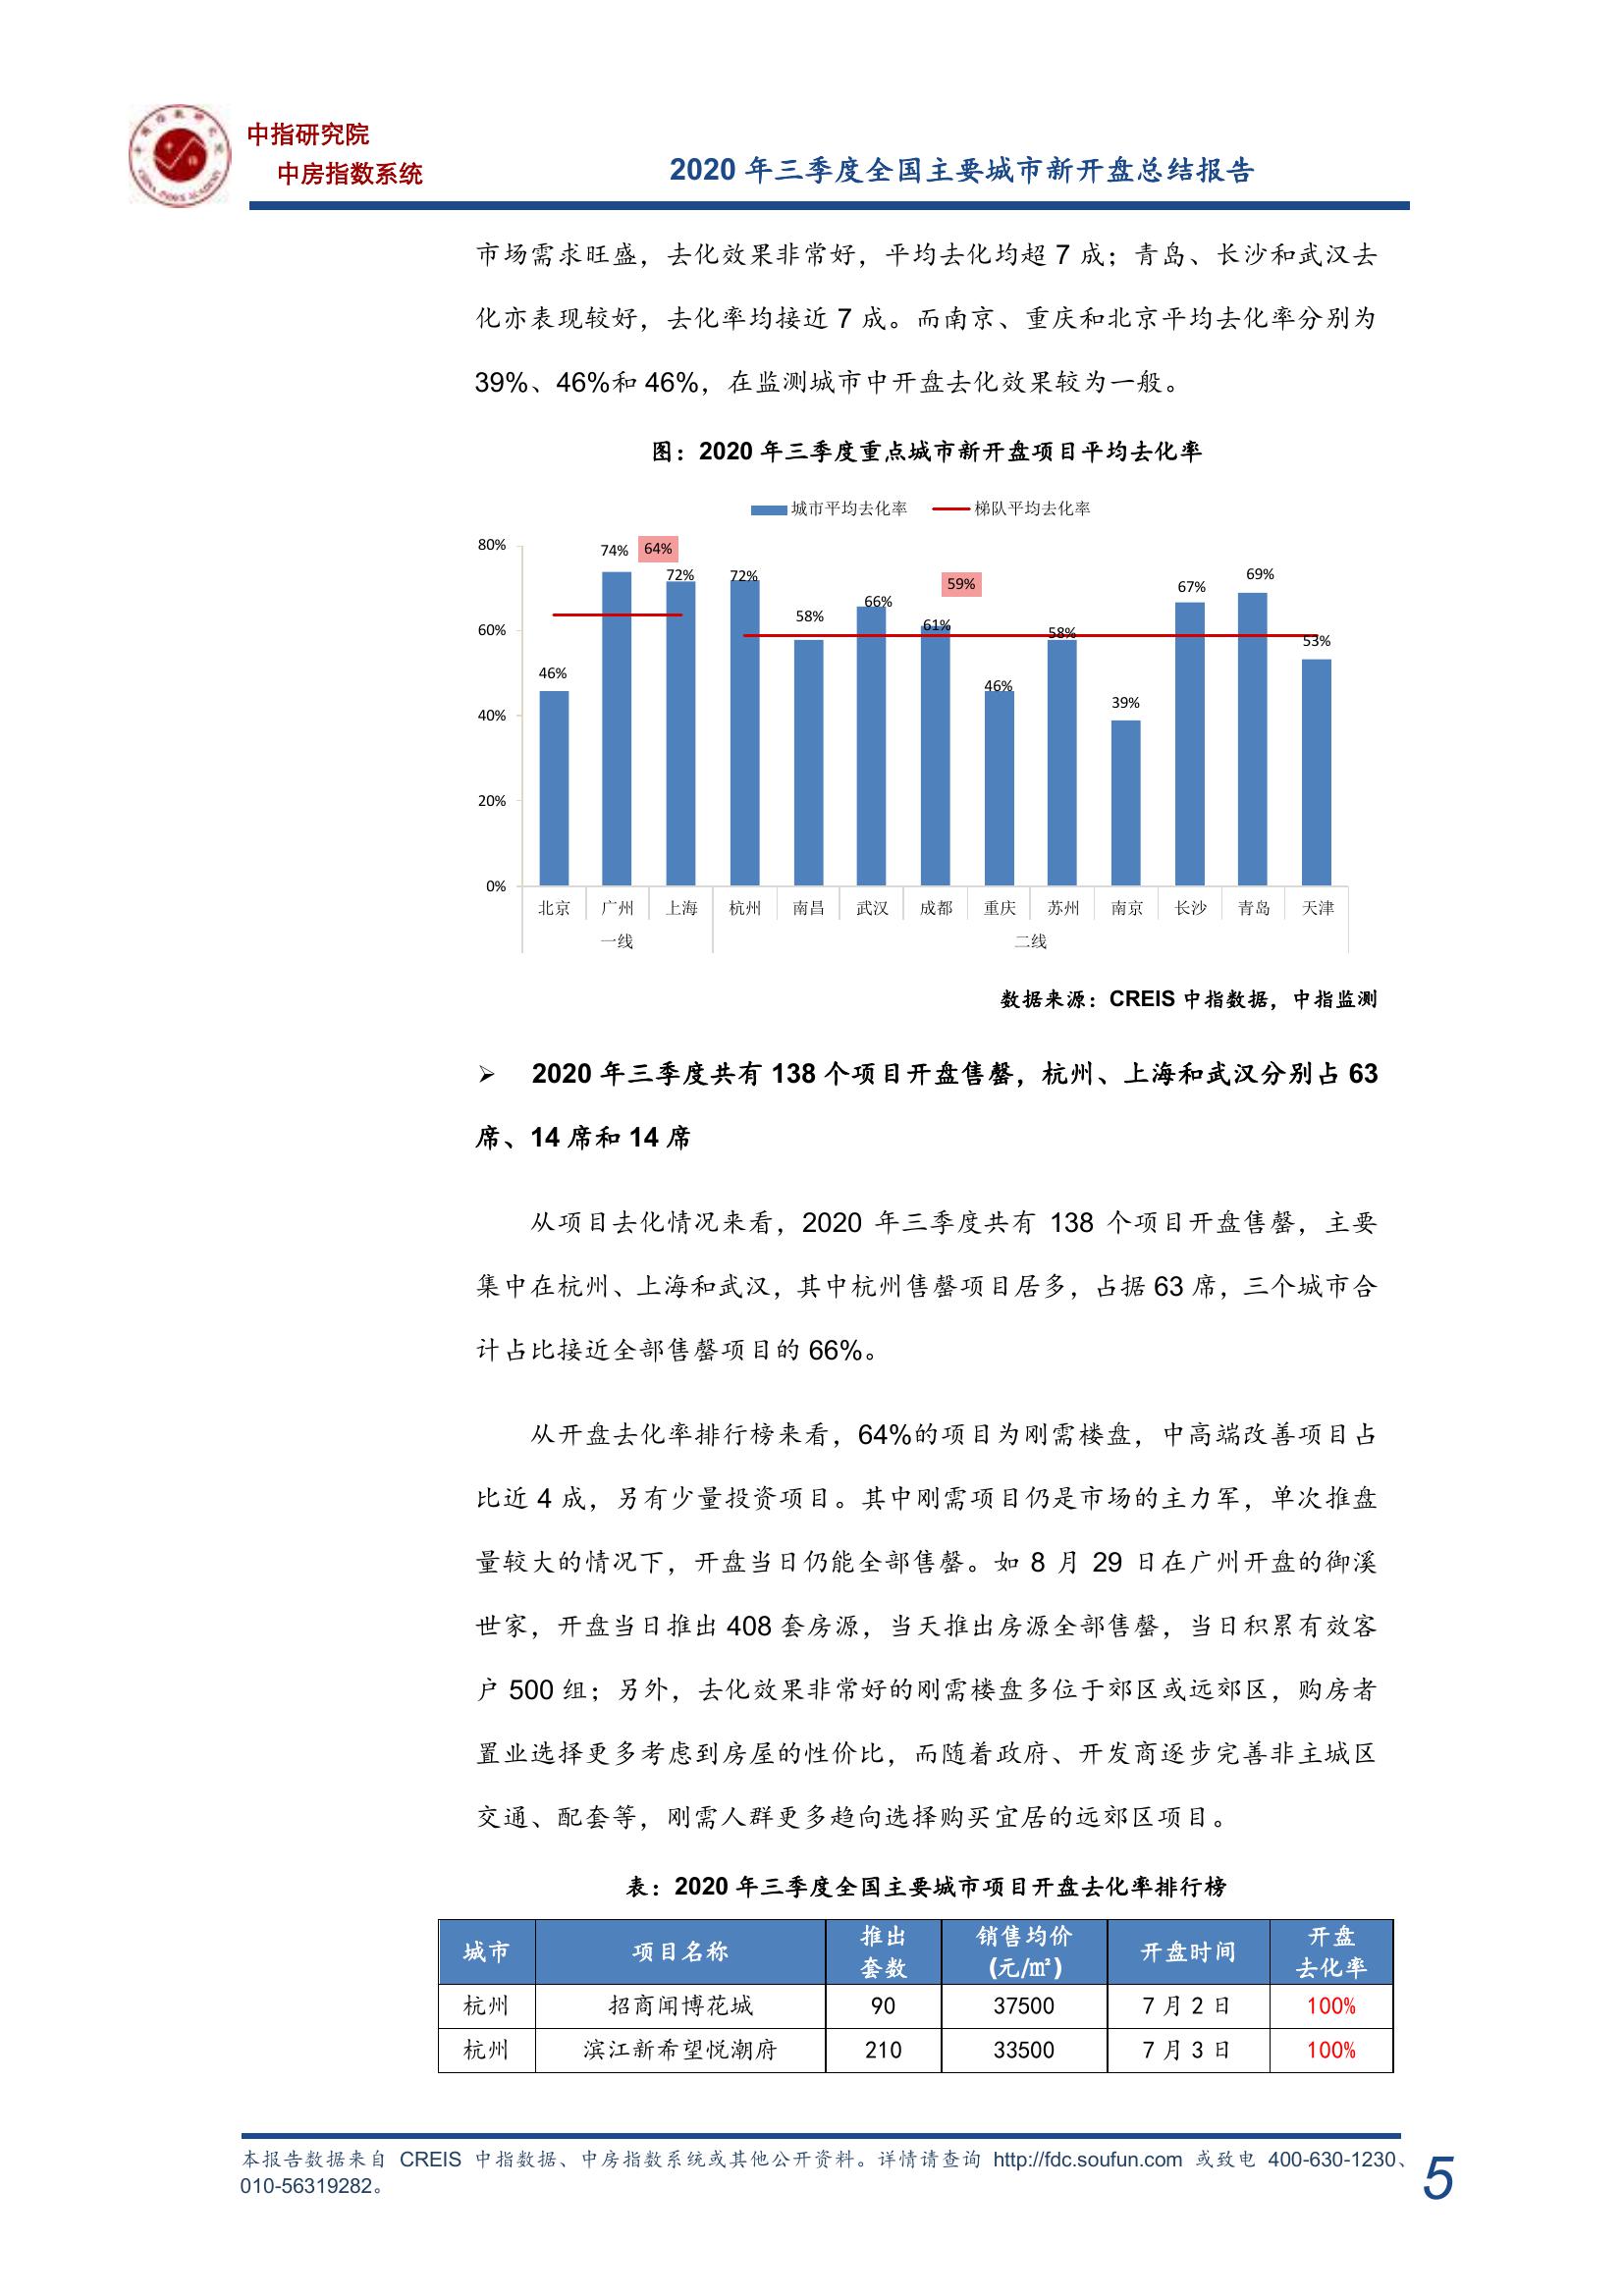 中指研究院
中房指数系统
2020 年三季度全国主要城市新开盘总结报告
市场需求旺盛，去化效果非常好，平均去化均超 7 成；青岛、长沙和武汉去
化亦表现较好，去化率均接近 7 成。而南京、重庆和北京平均去化率分别为
39%、46%和 46%，在监测城市中开盘去化效果较为一般。
图：2020 年三季度重点城市新开盘项目平均去化率
城市平均去化率 梯队平均去化率
80%
60%
40%
20%
0%
46% 74% 64% 72% 72% 58% 66% 61% 59% 46% 58% 39% 67% 69% 53%
北京 广州 上海 杭州 南昌 武汉 成都 重庆 苏州 南京 长沙 青岛 天津
一线 二线
数据来源：CREIS 中指数据，中指监测
➢ 2020 年三季度共有 138 个项目开盘售罄，杭州、上海和武汉分别占 63
席、14 席和 14 席
从项目去化情况来看，2020 年三季度共有 138 个项目开盘售罄，主要
集中在杭州、上海和武汉，其中杭州售罄项目居多，占据 63 席，三个城市合
计占比接近全部售罄项目的 66%。
从开盘去化率排行榜来看，64%的项目为刚需楼盘，中高端改善项目占
比近 4 成，另有少量投资项目。其中刚需项目仍是市场的主力军，单次推盘
量较大的情况下，开盘当日仍能全部售罄。如 8 月 29 日在广州开盘的御溪
世家，开盘当日推出 408 套房源，当天推出房源全部售罄，当日积累有效客
户 500 组；另外，去化效果非常好的刚需楼盘多位于郊区或远郊区，购房者
置业选择更多考虑到房屋的性价比，而随着政府、开发商逐步完善非主城区
交通、配套等，刚需人群更多趋向选择购买宜居的远郊区项目。
表：2020 年三季度全国主要城市项目开盘去化率排行榜
城市 项目名称 推出套数 销售均价(元/㎡) 开盘时间 开盘去化率
杭州 招商闻博花城 90 37500 7 月 2 日 100%
杭州 滨江新希望悦潮府 210 33500 7 月 3 日 100%
本报告数据来自 CREIS 中指数据、中房指数系统或其他公开资料。详情请查询 http://fdc.soufun.com 或致电 400-630-1230、
010-56319282。
5